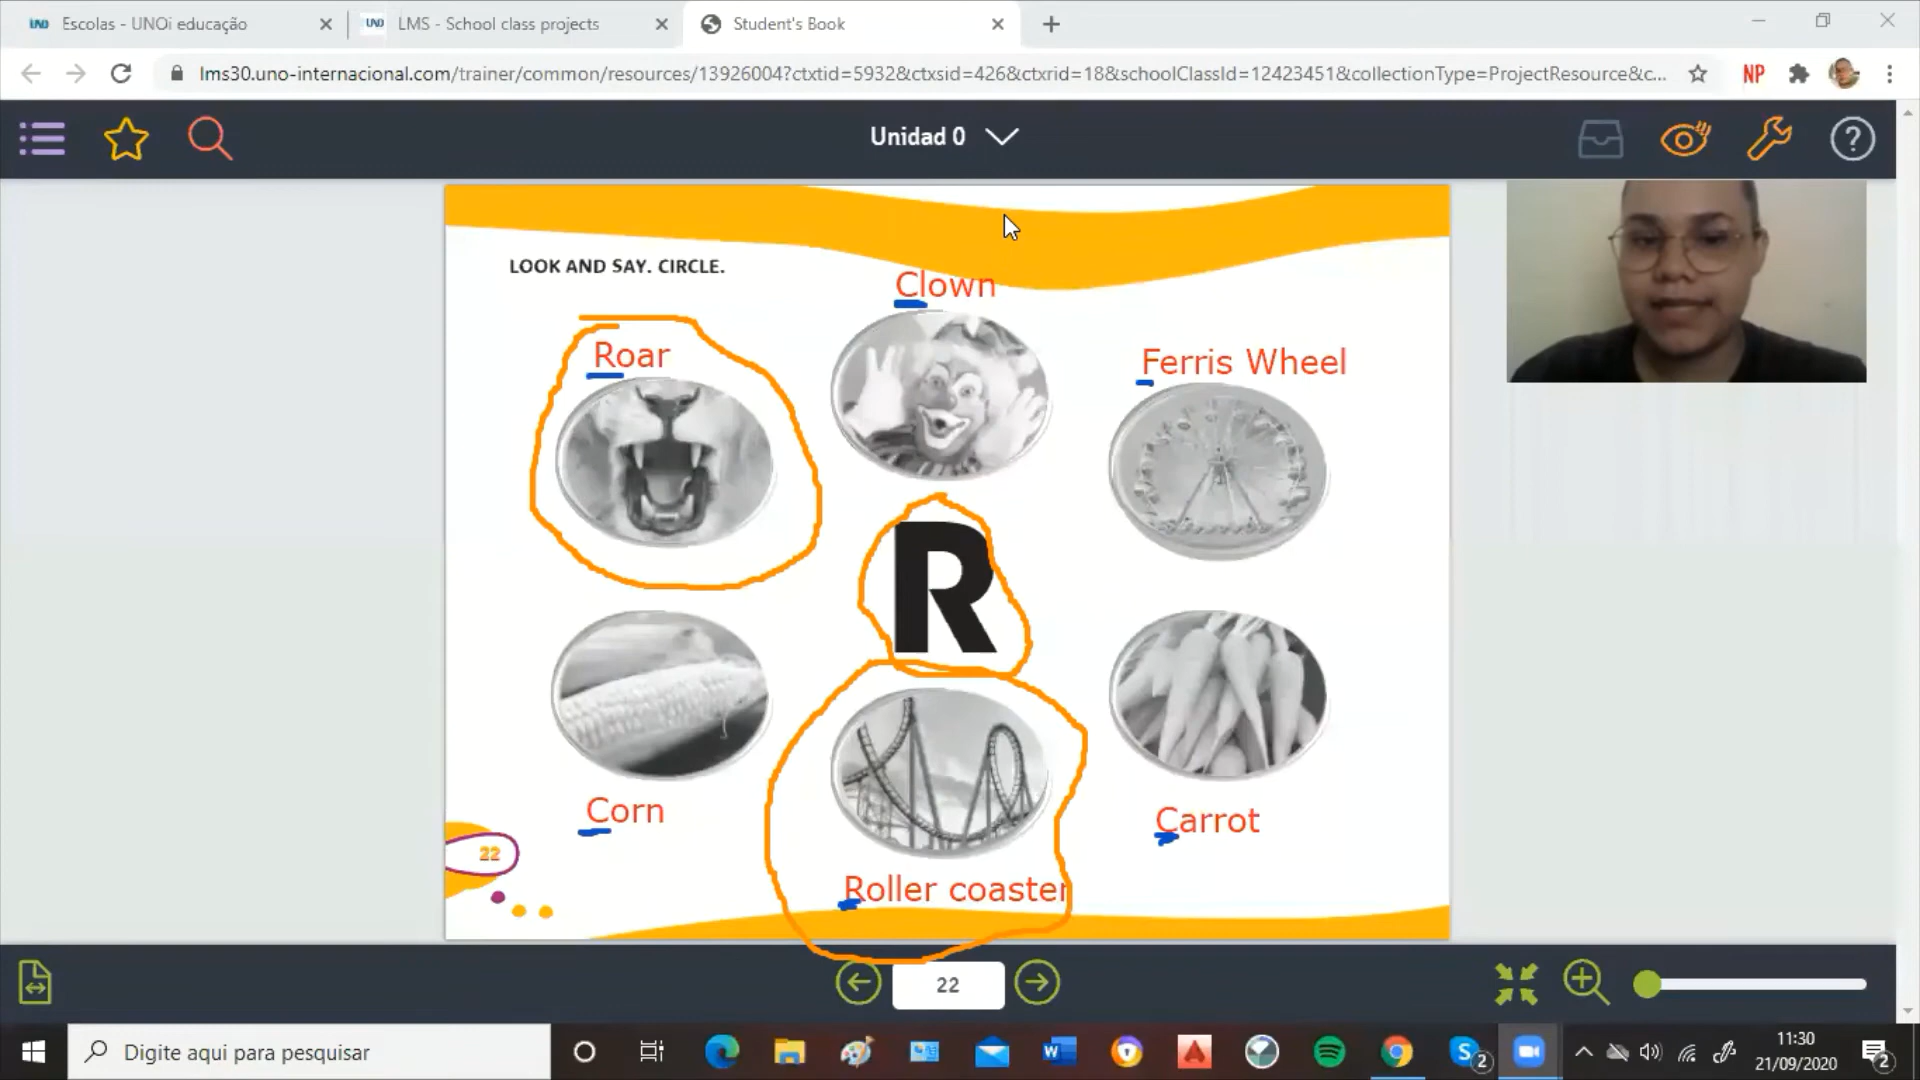 Escolas - UNOi educação
LMS - School class projects
Student's Book
lms30.uno-internacional.com/trainer/common/resources/13926004?ctxtid=5932&ctxsid=426&ctxrid=18&schoolClassId=12423451&collectionType=ProjectResource&c...
NP
Unidad 0
LOOK AND SAY. CIRCLE.
Clown
Roar
Ferris Wheel
R
Corn
Carrot
Roller coaster
22
22
Digite aqui para pesquisar
2
11:30
21/09/2020
2